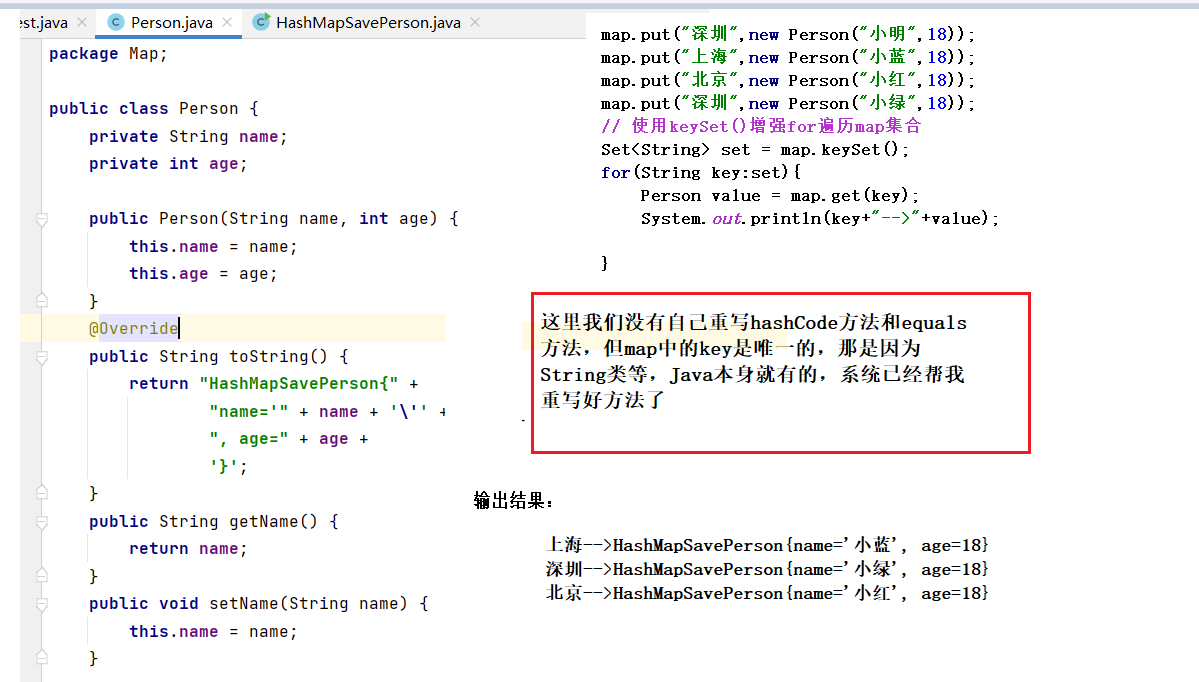 est.java
Person.java
HashMapSavePerson.java
package Map;
public class Person {
private String name;
private int age;
public Person(String name, int age) {
this.name = name;
this.age = age;
}
@Override
public String toString() {
return "HashMapSavePerson{" +
"name='" + name + '\'' +
", age=" + age +
'}';
}
public String getName() {
return name;
}
public void setName(String name) {
this.name = name;
}
map.put("深圳",new Person("小明",18));
map.put("上海",new Person("小蓝",18));
map.put("北京",new Person("小红",18));
map.put("深圳",new Person("小绿",18));
// 使用keySet()增强for遍历map集合
Set<String> set = map.keySet();
for(String key:set){
Person value = map.get(key);
System.out.println(key+"-->"+value);
}
这里我们没有自己重写hashCode方法和equals
方法，但map中的key是唯一的，那是因为
String类等，Java本身就有的，系统已经帮我
重写好方法了
输出结果：
上海-->HashMapSavePerson{name='小蓝', age=18}
深圳-->HashMapSavePerson{name='小绿', age=18}
北京-->HashMapSavePerson{name='小红', age=18}